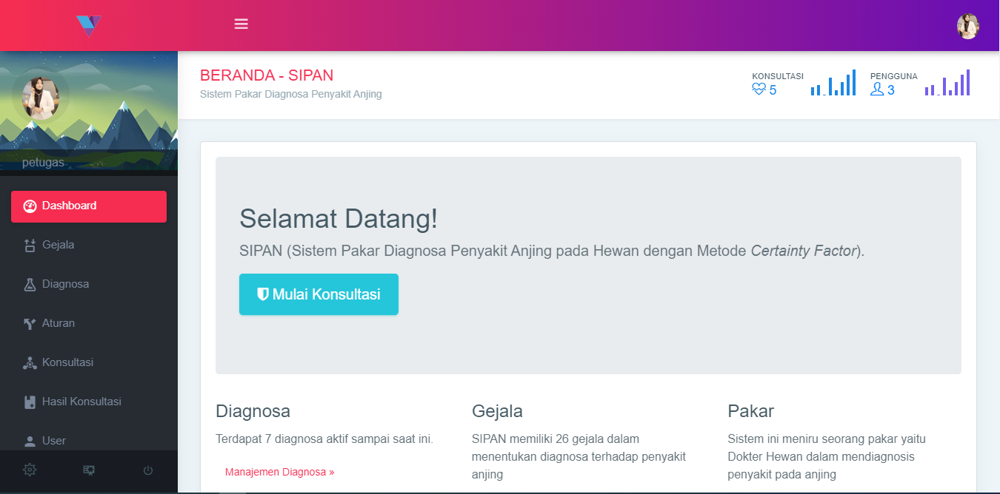 BERANDA - SIPAN
Sistem Pakar Diagnosa Penyakit Anjing
KONSULTASI
5
PENGGUNA
3
petugas
Dashboard
Gejala
Diagnosa
Aturan
Konsultasi
Hasil Konsultasi
User
Selamat Datang!
SIPAN (Sistem Pakar Diagnosa Penyakit Anjing pada Hewan dengan Metode Certainty Factor).
Mulai Konsultasi
Diagnosa
Terdapat 7 diagnosa aktif sampai saat ini.
Manajemen Diagnosa »
Gejala
SIPAN memiliki 26 gejala dalam
menentukan diagnosa terhadap penyakit
anjing
Pakar
Sistem ini meniru seorang pakar yaitu
Dokter Hewan dalam mendiagnosis
penyakit pada anjing